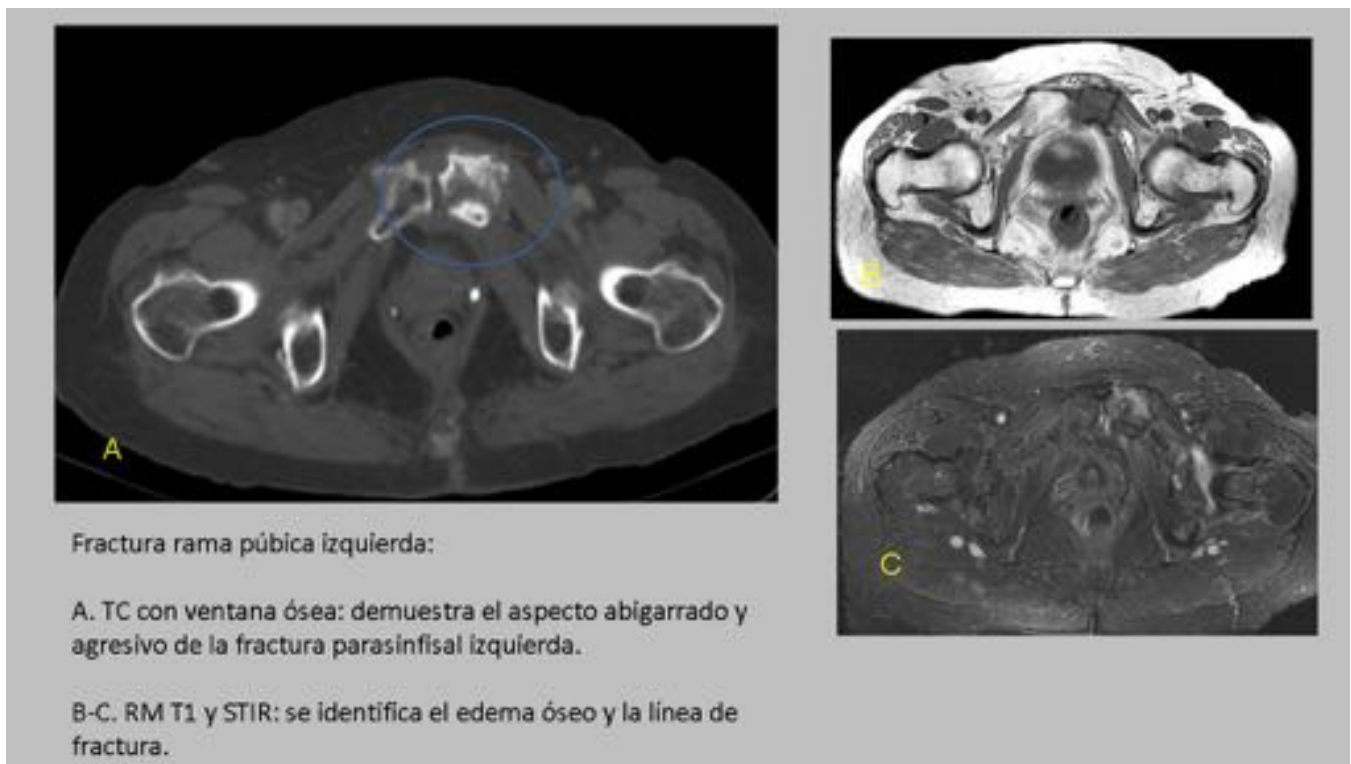 A
B
C
Fractura rama púbica izquierda:
A. TC con ventana ósea: demuestra el aspecto abigarrado y
agresivo de la fractura parasinfisal izquierda.
B-C. RM T1 y STIR: se identifica el edema óseo y la línea de
fractura.